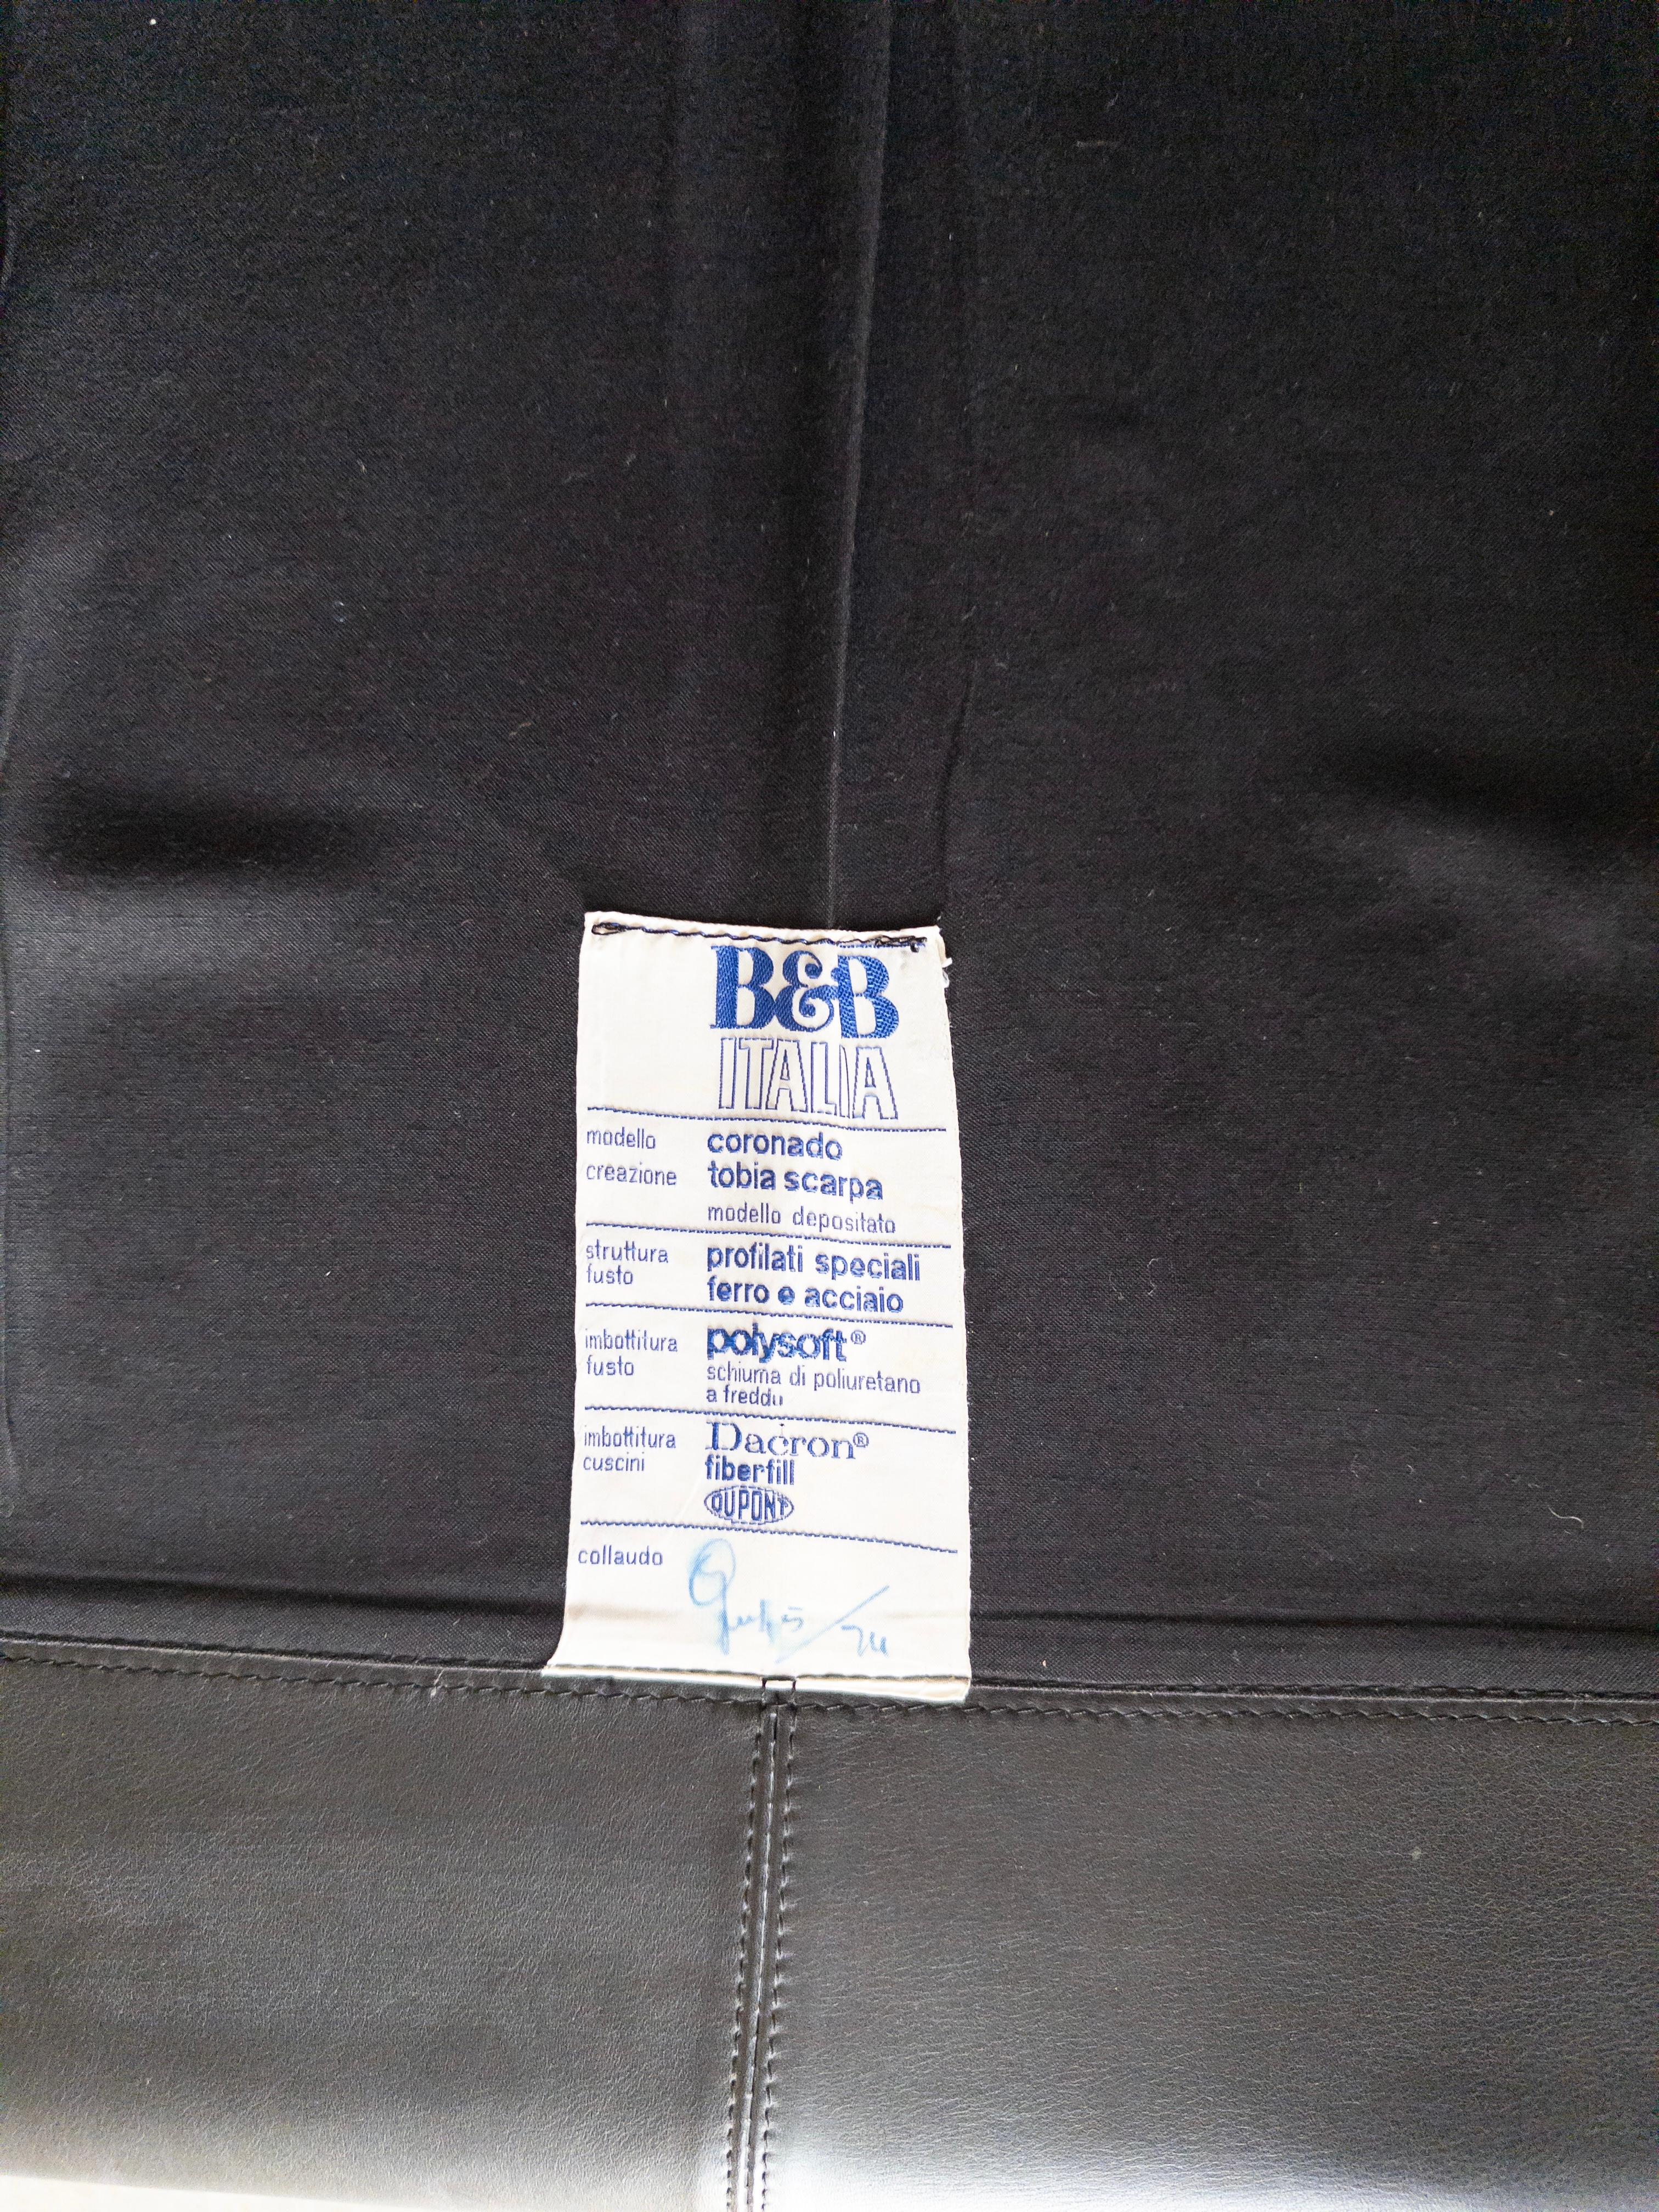 B&B
ITALIA
modello coronado
creazione tobia scarpa
modello depositato
struttura profilati speciali
fusto ferro e acciaio
imbottitura polysoft®
fusto schiuma di poliuretano
a freddo
imbottitura Dacron®
cuscini fiberfill
DUPONT
collaudo